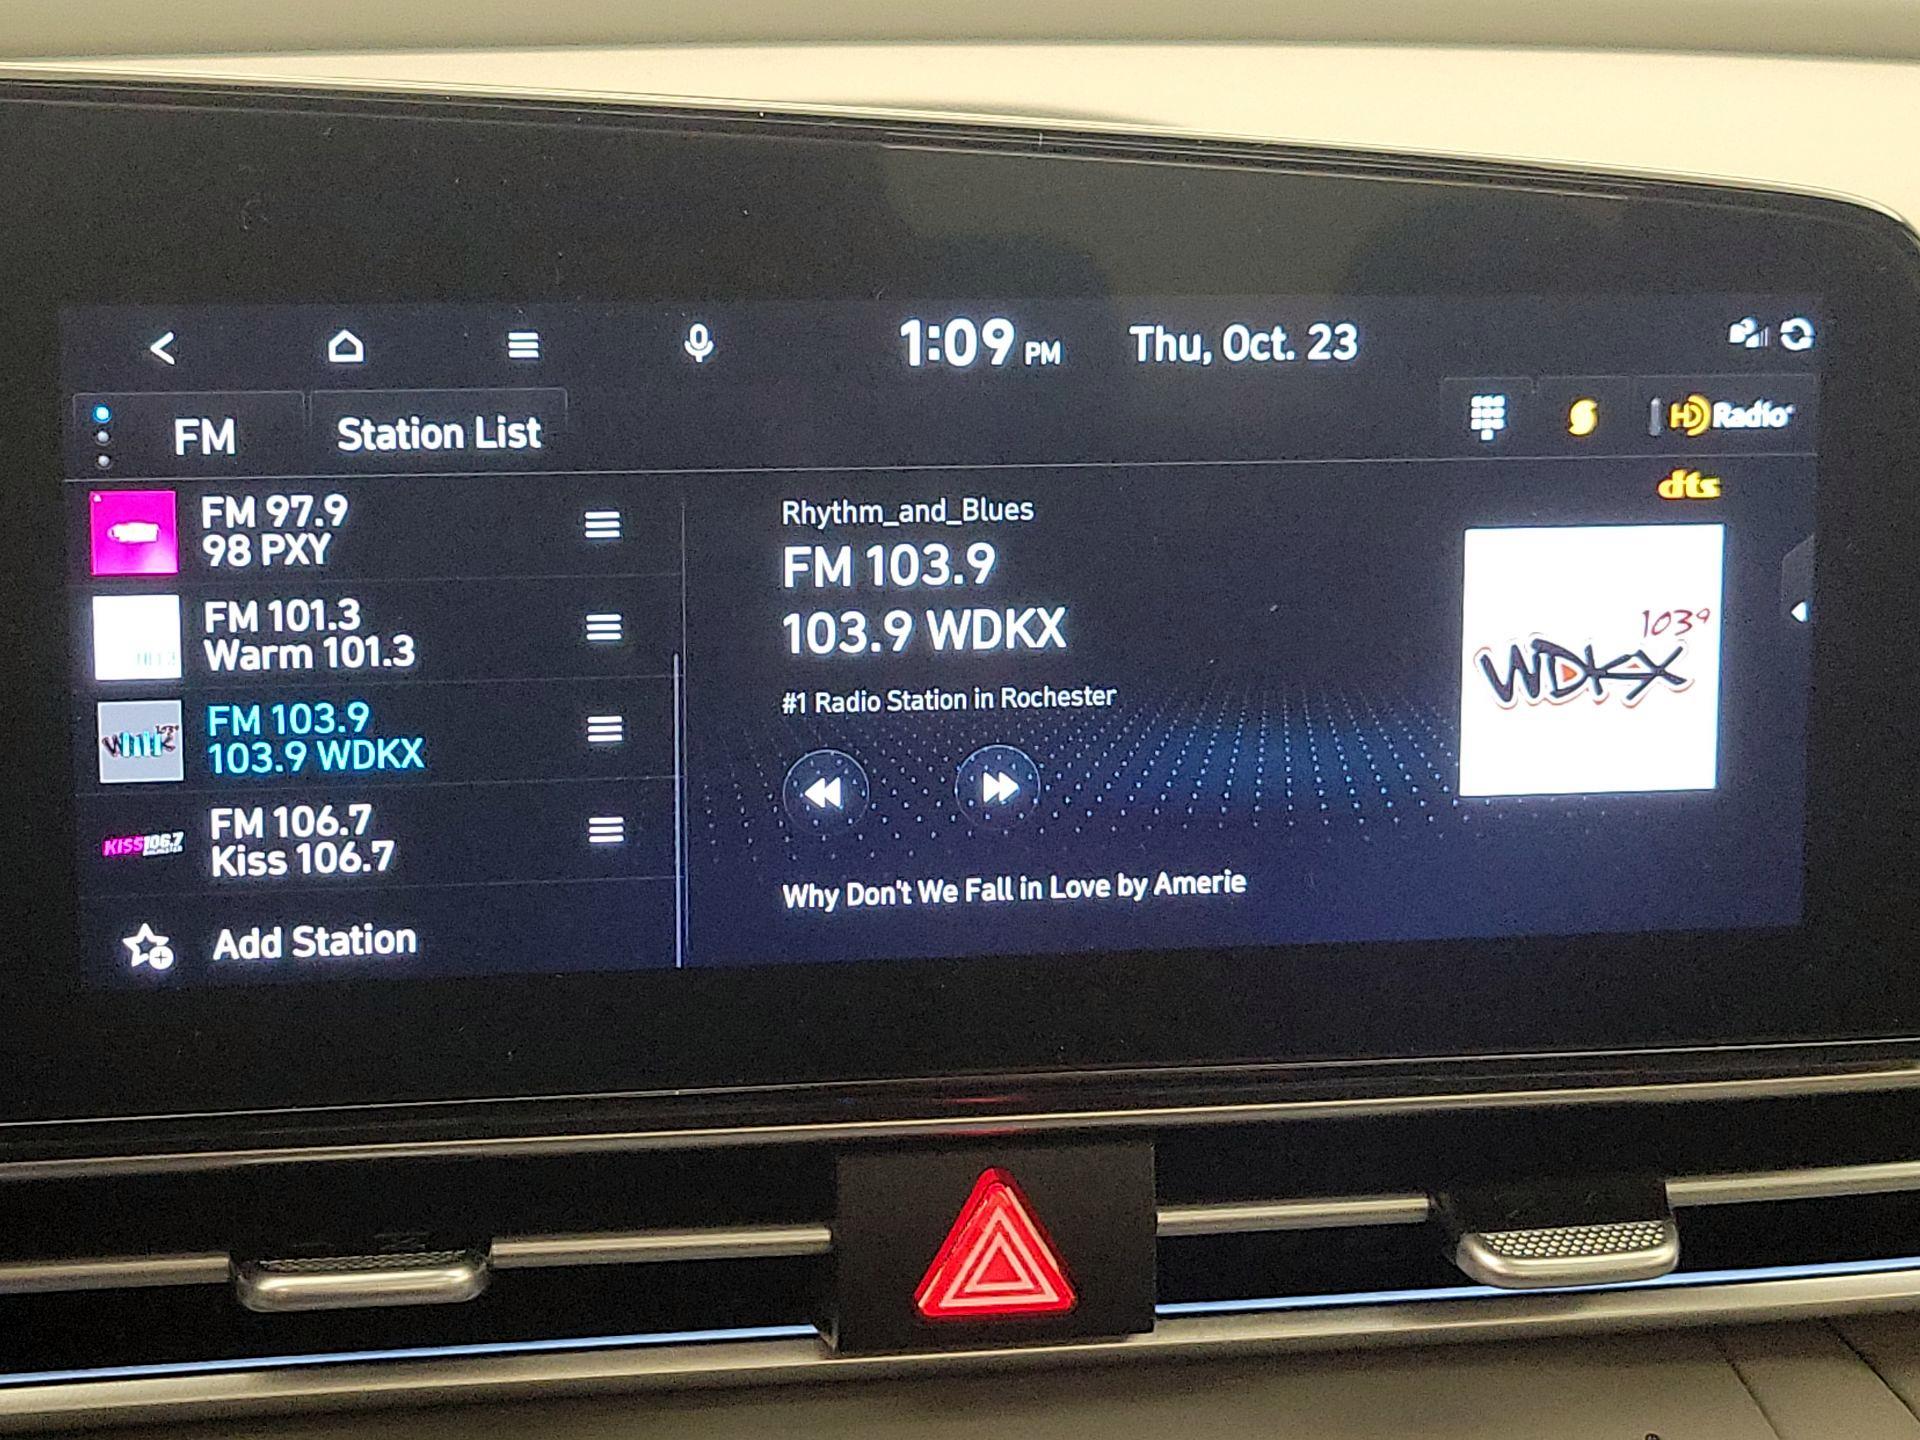 1:09 PM Thu, Oct. 23
FM Station List
HD Radio
FM 97.9
98 PXY
FM 101.3
Warm 101.3
FM 103.9
103.9 WDKX
KISS 106.7
FM 106.7
Kiss 106.7
Add Station
dts
Rhythm_and_Blues
FM 103.9
103.9 WDKX
#1 Radio Station in Rochester
Why Don't We Fall in Love by Amerie
103.9
WDKX